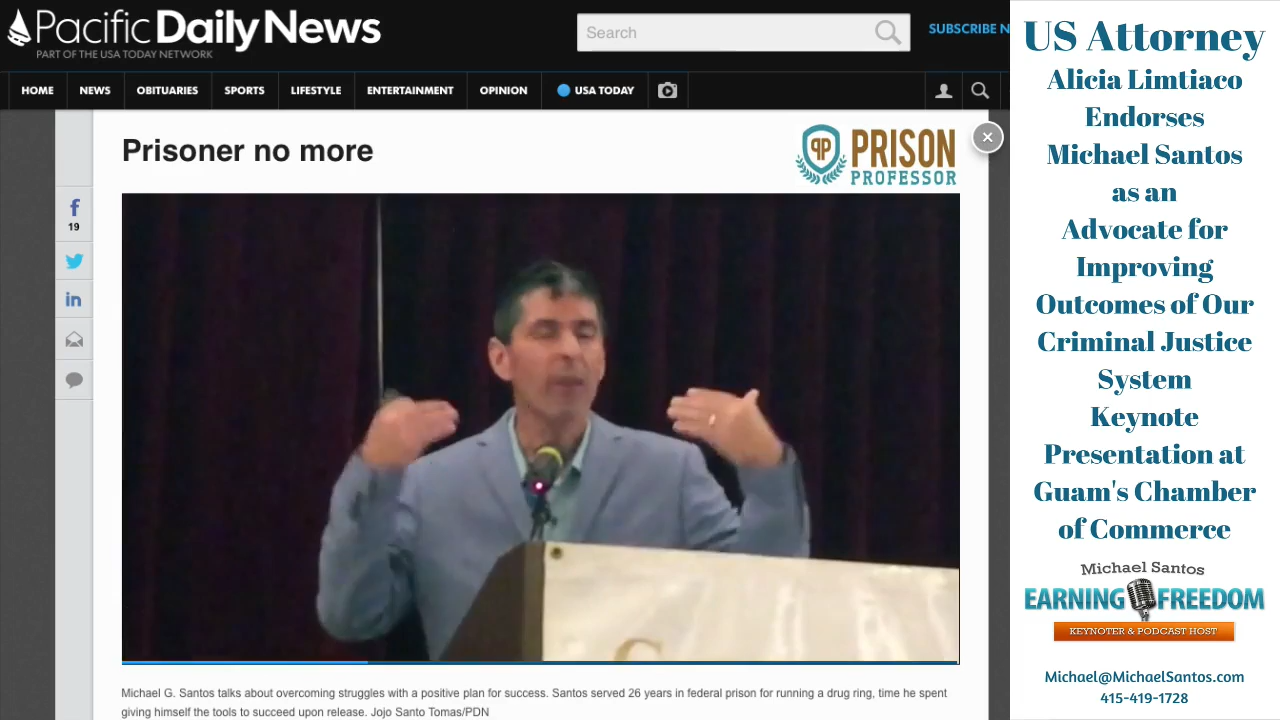 Pacific Daily News
PART OF THE USA TODAY NETWORK
Search
SUBSCRIBE N
HOME
NEWS
OBITUARIES
SPORTS
LIFESTYLE
ENTERTAINMENT
OPINION
USA TODAY
Prisoner no more
PP
PRISON
PROFESSOR
f
19
in
C
Michael G. Santos talks about overcoming struggles with a positive plan for success. Santos served 26 years in federal prison for running a drug ring, time he spent
giving himself the tools to succeed upon release. Jojo Santo Tomas/PDN
US Attorney
Alicia Limtiaco
Endorses
Michael Santos
as an
Advocate for
Improving
Outcomes of Our
Criminal Justice
System
Keynote
Presentation at
Guam's Chamber
of Commerce
Michael Santos
EARNING FREEDOM
KEYNOTER & PODCAST HOST
Michael@MichaelSantos.com
415-419-1728